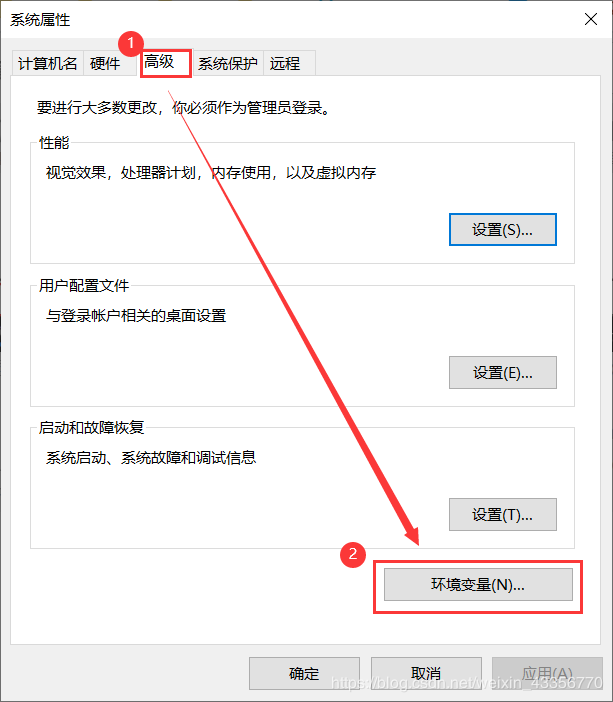 系统属性
1
计算机名 硬件 高级 系统保护 远程
要进行大多数更改，你必须作为管理员登录。
性能
视觉效果，处理器计划，内存使用，以及虚拟内存
设置(S)...
用户配置文件
与登录帐户相关的桌面设置
设置(E)...
启动和故障恢复
系统启动、系统故障和调试信息
设置(T)...
2
环境变量(N)...
确定 取消 应用(A)
https://blog.csdn.net/weixin_43356770